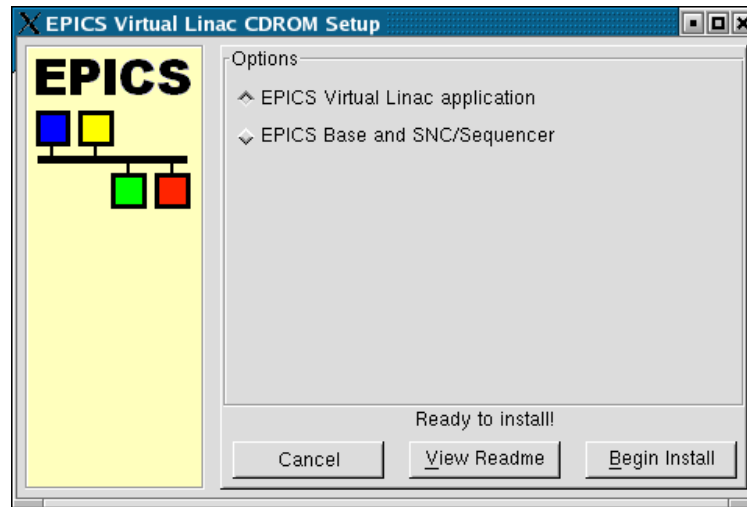 EPICS Virtual Linac CDROM Setup
EPICS
Options
EPICS Virtual Linac application
EPICS Base and SNC/Sequencer
Ready to install!
Cancel
View Readme
Begin Install